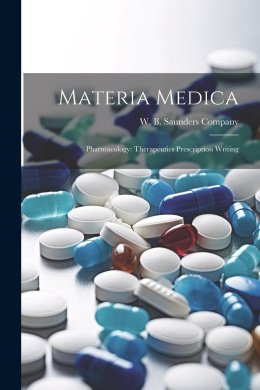 Materia Medica
W. B. Saunders Company
Pharmacology: Therapeutics Prescription Writing